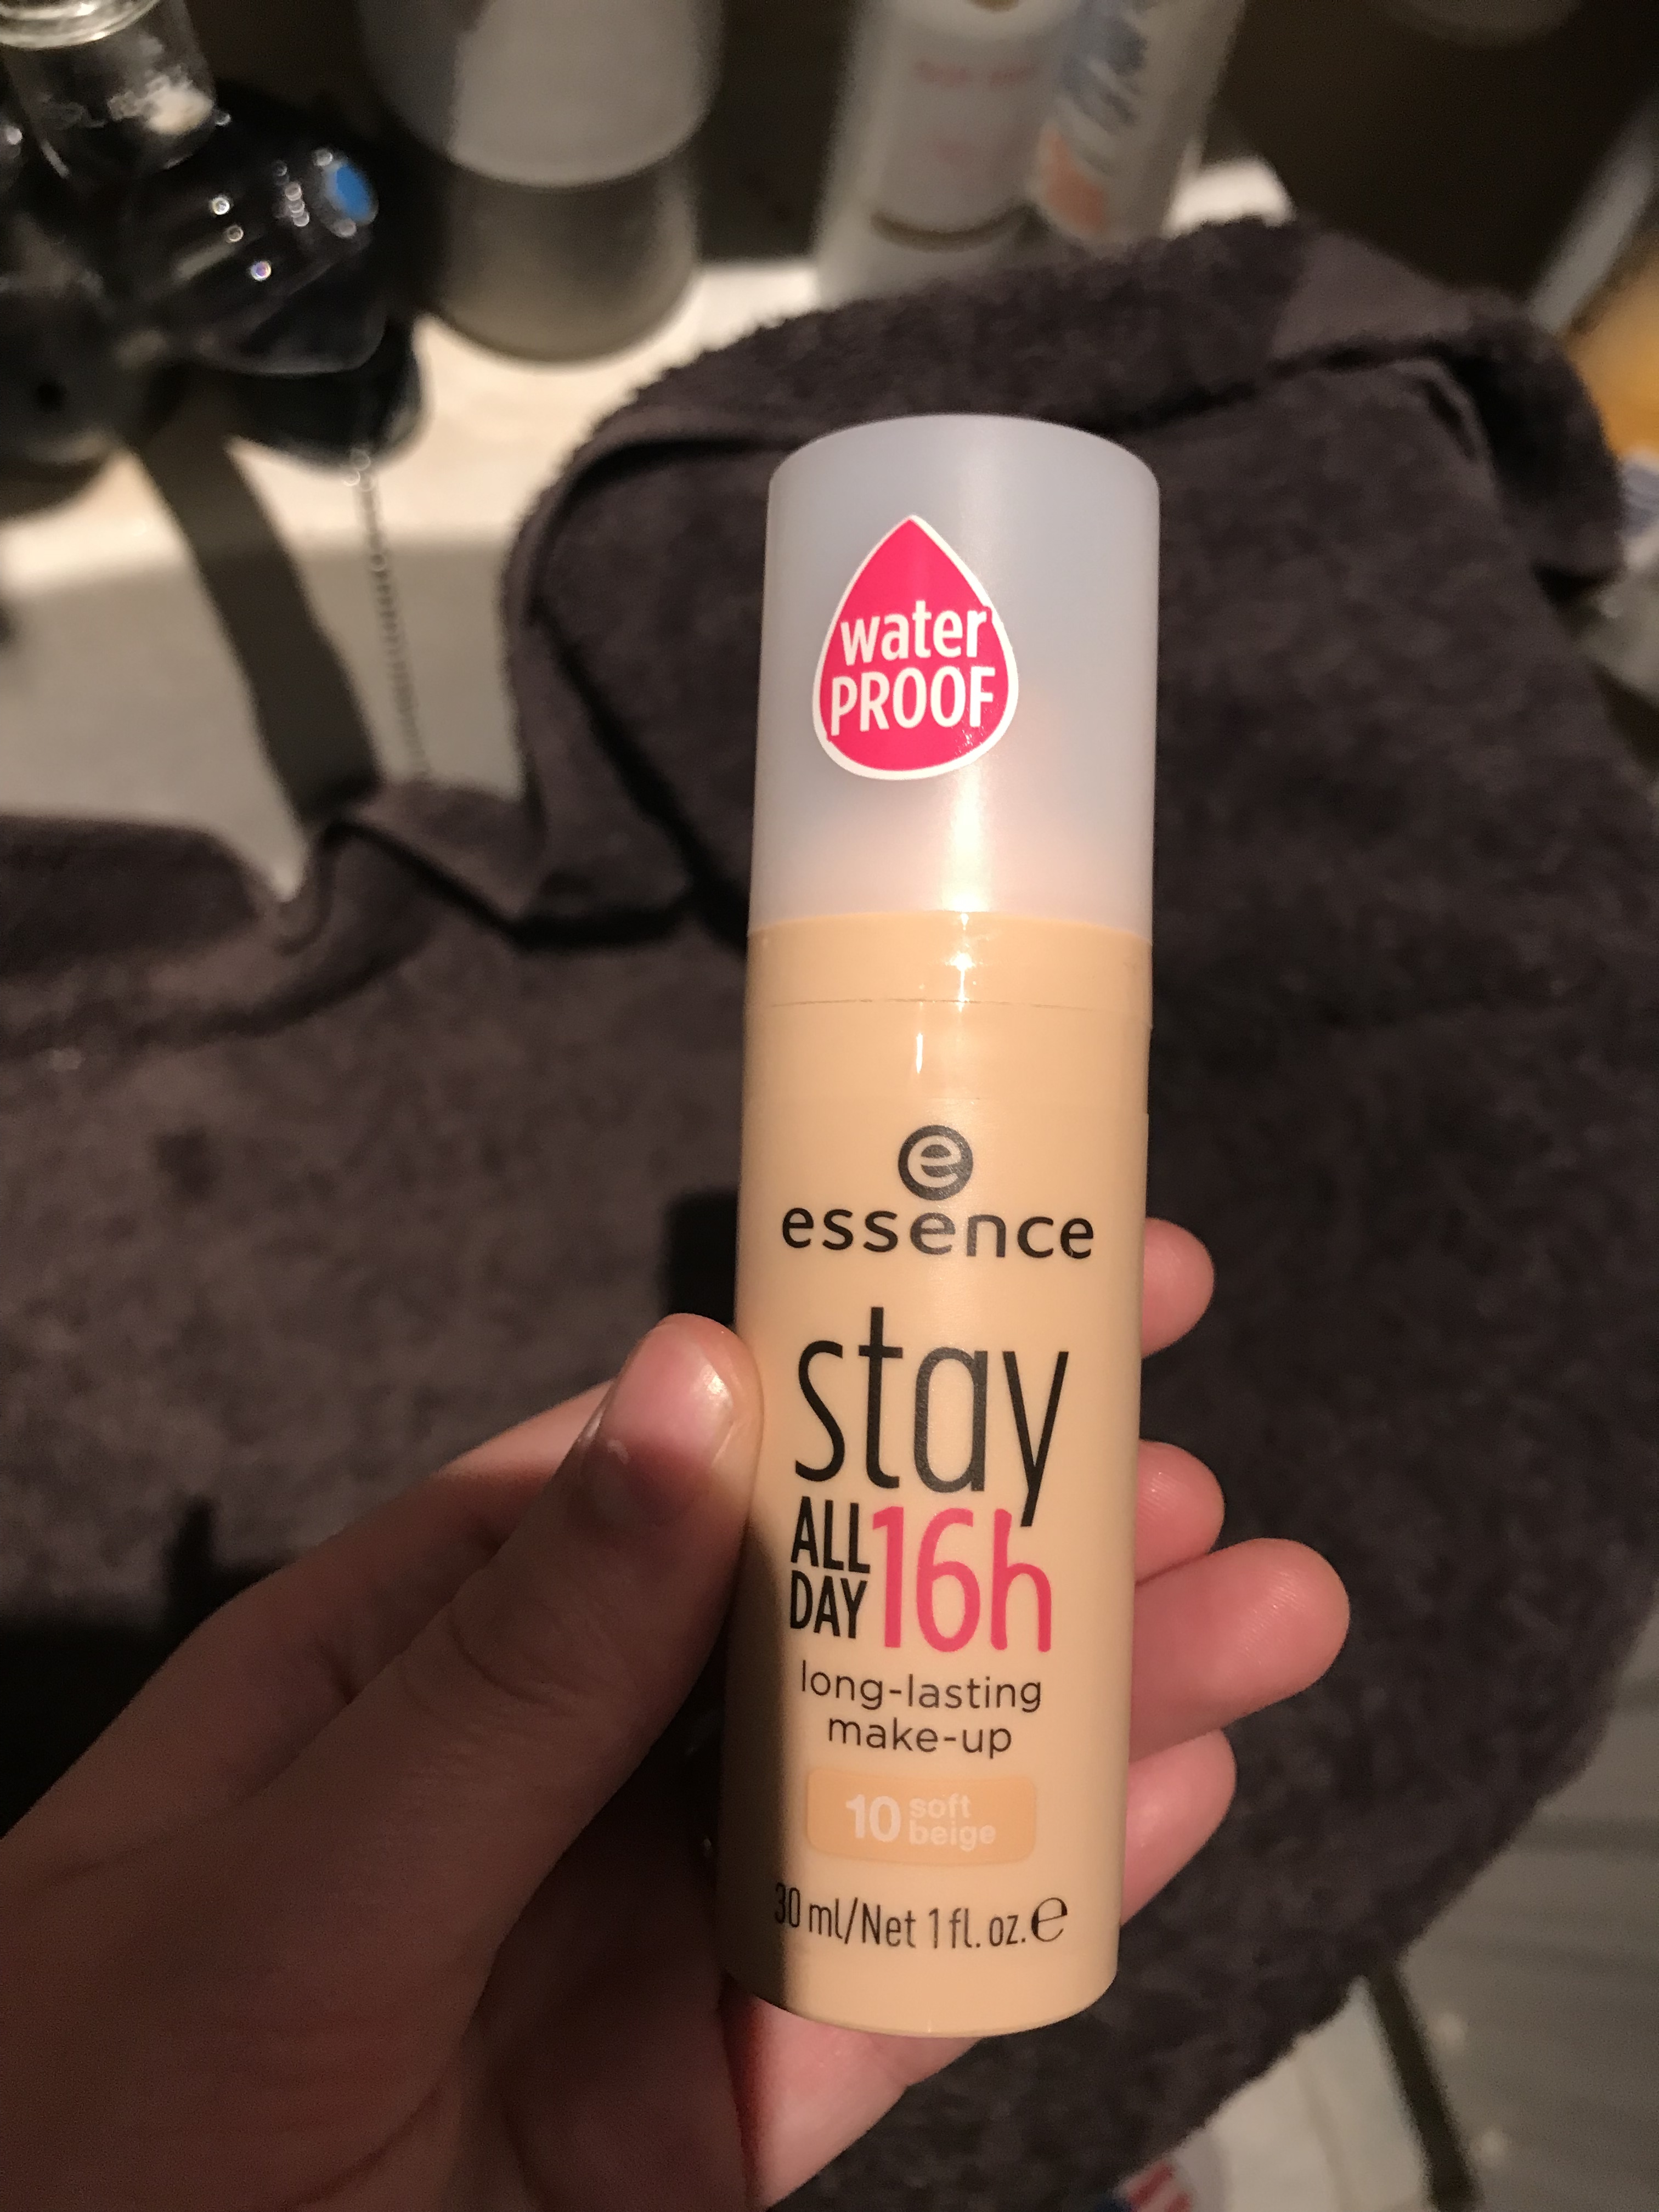 water
PROOF
e
essence
stay
ALL
DAY
16h
long-lasting
make-up
10 soft
beige
30 ml/Net 1 fl. oz. e